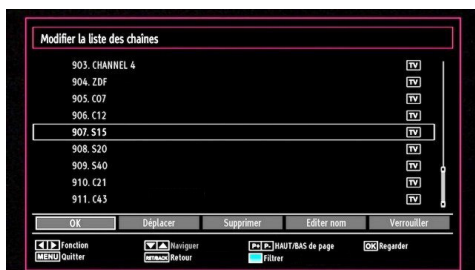 Modifier la liste des chaînes
903. CHANNEL 4 TV
904. ZDF TV
905. C07 TV
906. C12 TV
907. S15 TV
908. S20 TV
909. S40 TV
910. C21 TV
911. C43 TV
OK Déplacer Supprimer Editer nom Verrouiller
Fonction Naviguer P+ P- HAUT/BAS de page OK Regarder
MENU Quitter RETMACK Retour Filtrer